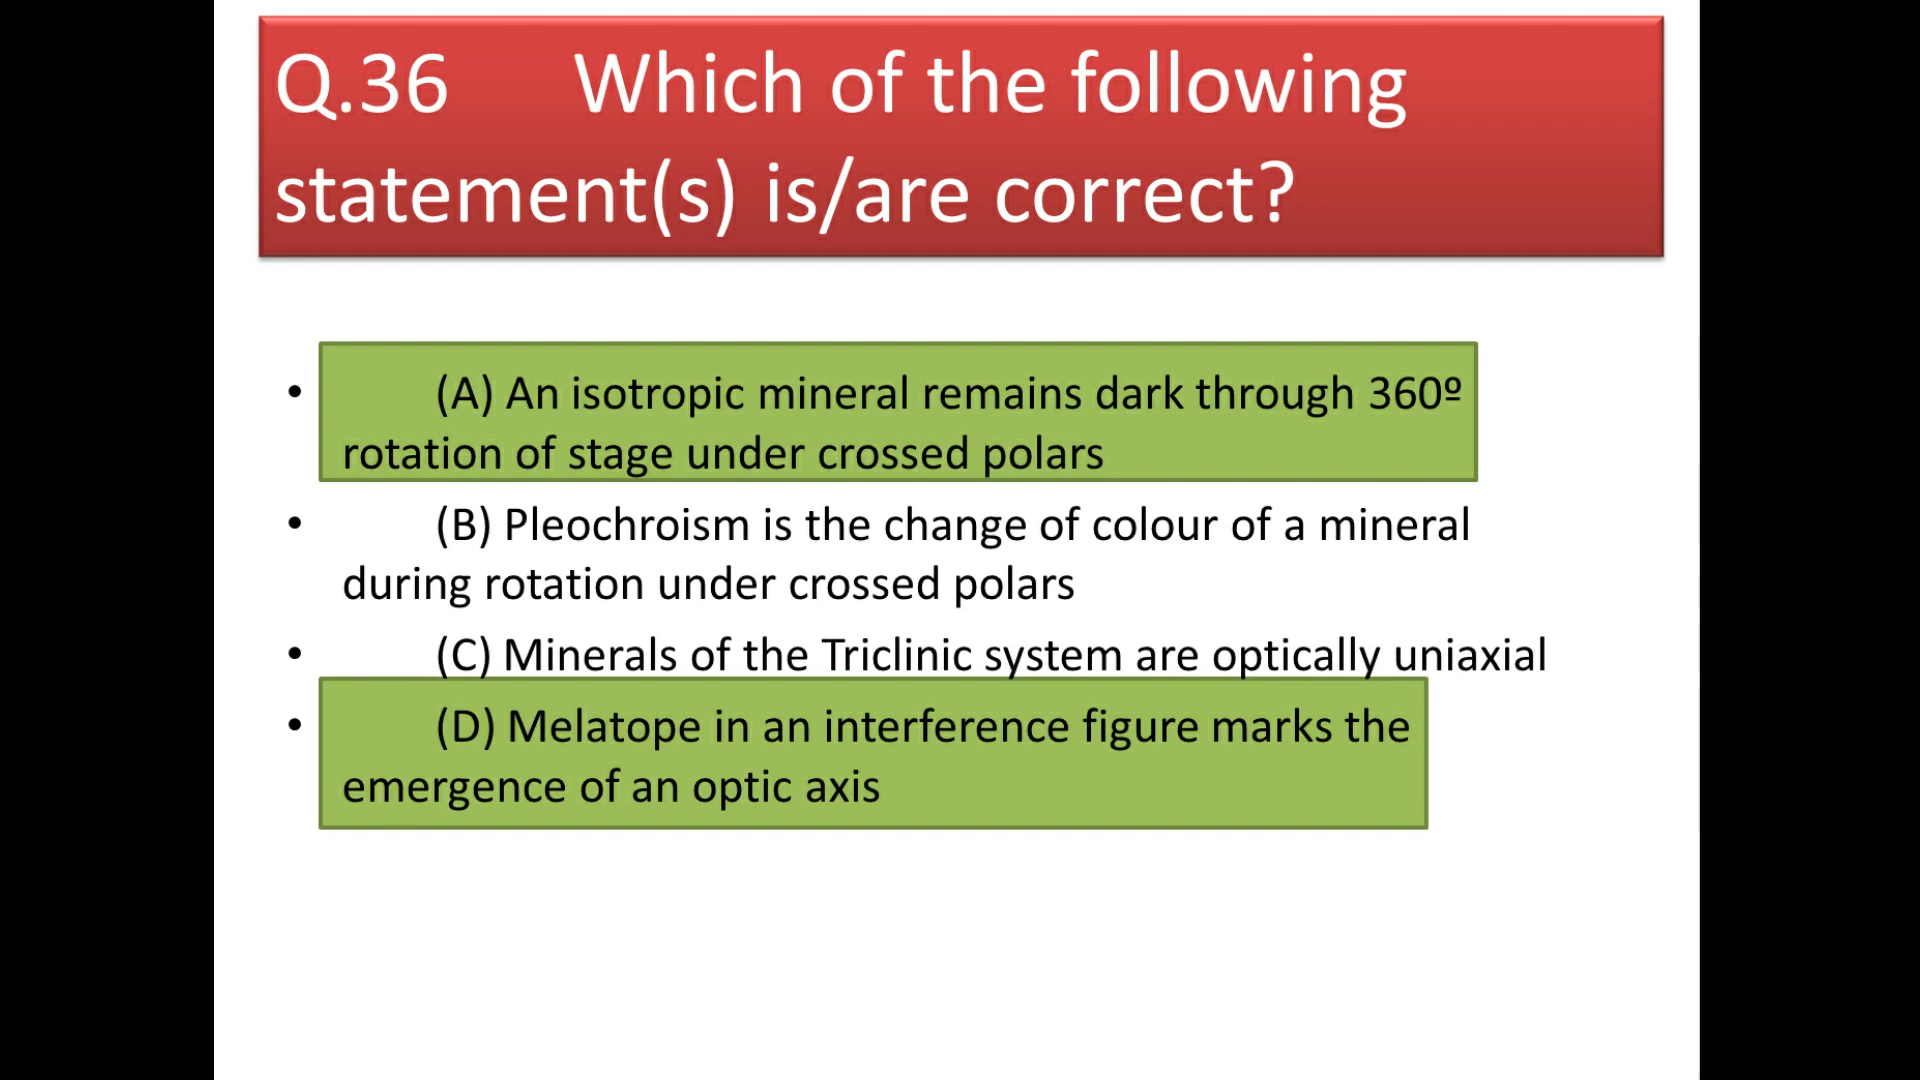 Q.36 Which of the following
statement(s) is/are correct?
• (A) An isotropic mineral remains dark through 360º
rotation of stage under crossed polars
• (B) Pleochroism is the change of colour of a mineral
during rotation under crossed polars
• (C) Minerals of the Triclinic system are optically uniaxial
• (D) Melatope in an interference figure marks the
emergence of an optic axis